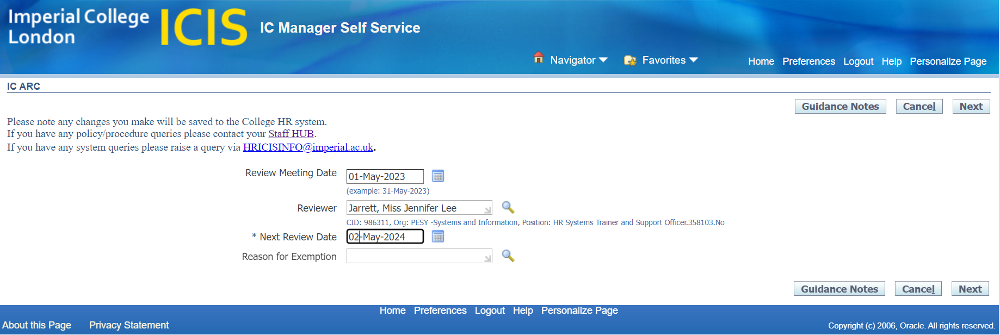 Imperial College
London
ICIS
IC Manager Self Service
Navigator
Favorites
Home Preferences Logout Help Personalize Page
IC ARC
Guidance Notes Cancel Next
Please note any changes you make will be saved to the College HR system.
If you have any policy/procedure queries please contact your Staff HUB.
If you have any system queries please raise a query via HRICISINFO@imperial.ac.uk.
Review Meeting Date 01-May-2023
(example: 31-May-2023)
Reviewer Jarrett, Miss Jennifer Lee
CID: 986311, Org: PESY -Systems and Information, Position: HR Systems Trainer and Support Officer.358103.No
* Next Review Date 02-May-2024
Reason for Exemption
Guidance Notes Cancel Next
Home Preferences Logout Help Personalize Page
About this Page Privacy Statement
Copyright (c) 2006, Oracle. All rights reserved.